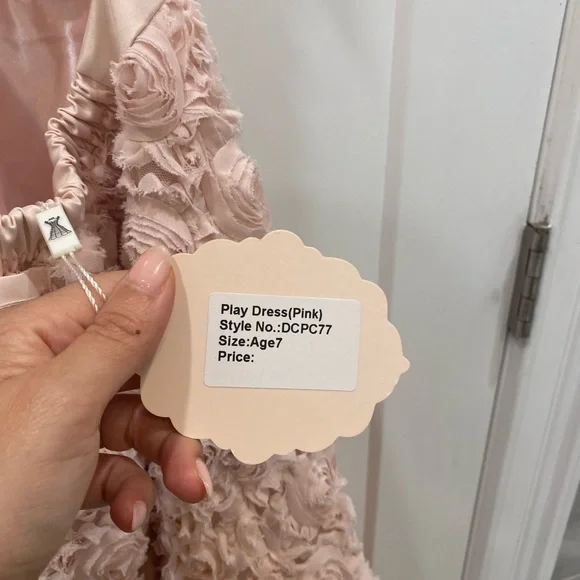 Play Dress(Pink)
Style No.:DCPC77
Size:Age7
Price: